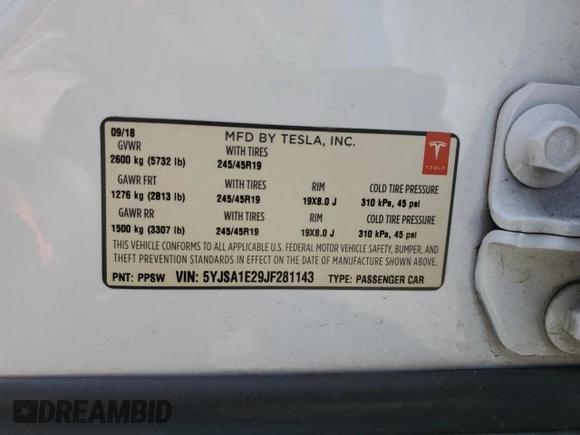 09/18 MFD BY TESLA, INC.
GVWR WITH TIRES
2600 kg (5732 lb) 245/45R19
TESLA
GAWR FRT WITH TIRES RIM COLD TIRE PRESSURE
1276 kg (2813 lb) 245/45R19 19X8.0 J 310 kPa, 45 psi
GAWR RR WITH TIRES RIM COLD TIRE PRESSURE
1500 kg (3307 lb) 245/45R19 19X8.0 J 310 kPa, 45 psi
THIS VEHICLE CONFORMS TO ALL APPLICABLE U.S. FEDERAL MOTOR VEHICLE SAFETY, BUMPER, AND
THEFT PREVENTION STANDARDS IN EFFECT ON THE DATE OF MANUFACTURE SHOWN ABOVE.
PNT: PPSW VIN: 5YJSA1E29JF281143 TYPE: PASSENGER CAR
DREAMBID